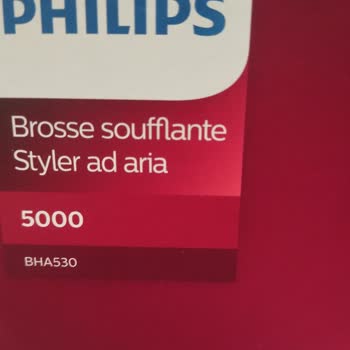 PHILIPS
Brosse soufflante
Styler ad aria
5000
BHA530